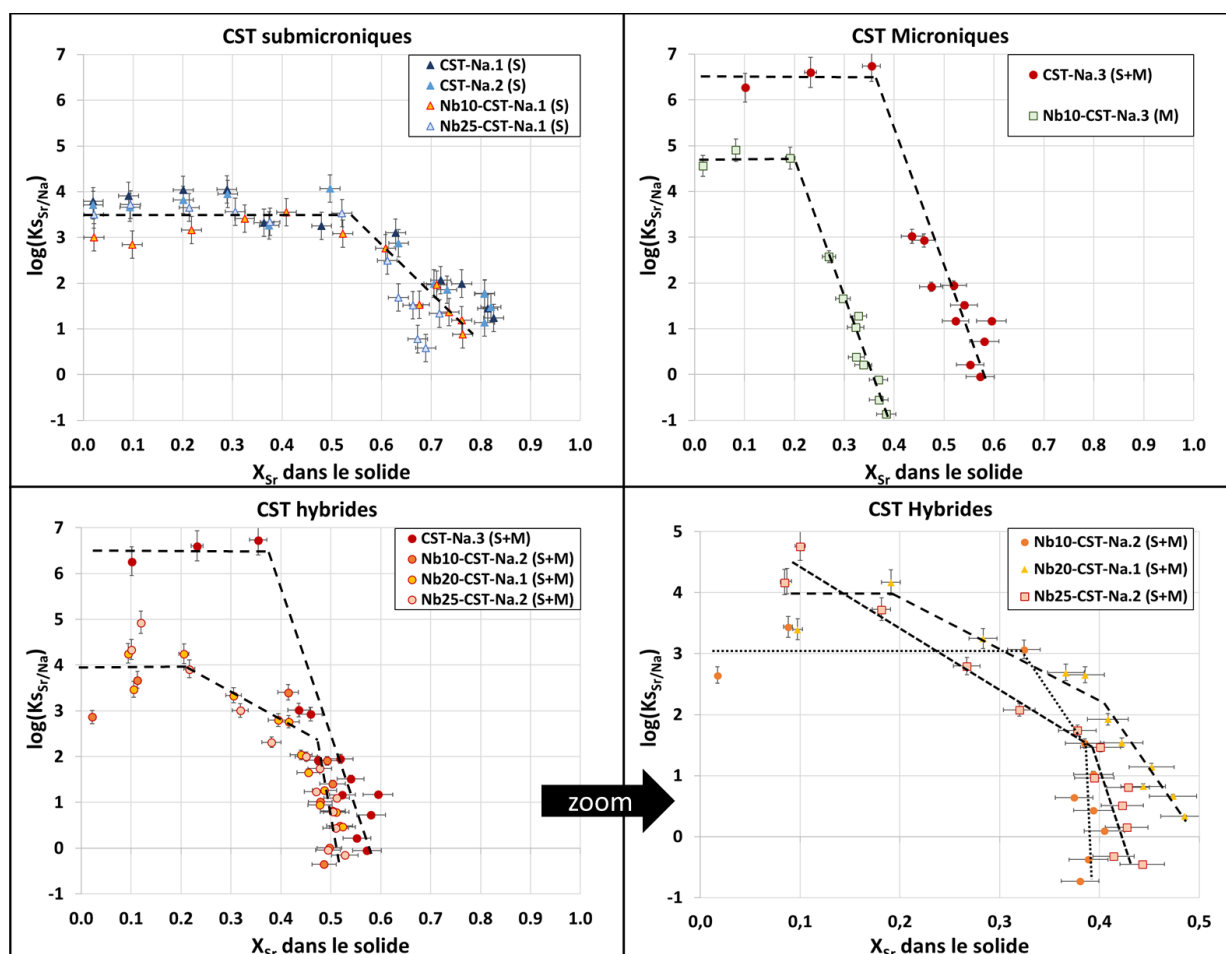 CST submicroniques
CST-Na.1 (S)
CST-Na.2 (S)
Nb10-CST-Na.1 (S)
Nb25-CST-Na.1 (S)
log(KsSr/Na)
7
6
5
4
3
2
1
0
-1
0.0 0.1 0.2 0.3 0.4 0.5 0.6 0.7 0.8 0.9 1.0
XSr dans le solide
CST Microniques
CST-Na.3 (S+M)
Nb10-CST-Na.3 (M)
log(KsSr/Na)
7
6
5
4
3
2
1
0
-1
0.0 0.1 0.2 0.3 0.4 0.5 0.6 0.7 0.8 0.9 1.0
XSr dans le solide
CST hybrides
CST-Na.3 (S+M)
Nb10-CST-Na.2 (S+M)
Nb20-CST-Na.1 (S+M)
Nb25-CST-Na.2 (S+M)
log(KsSr/Na)
7
6
5
4
3
2
1
0
-1
0.0 0.1 0.2 0.3 0.4 0.5 0.6 0.7 0.8 0.9 1.0
XSr dans le solide
zoom
CST Hybrides
Nb10-CST-Na.2 (S+M)
Nb20-CST-Na.1 (S+M)
Nb25-CST-Na.2 (S+M)
log(KsSr/Na)
5
4
3
2
1
0
-1
0,0 0,1 0,2 0,3 0,4 0,5
XSr dans le solide